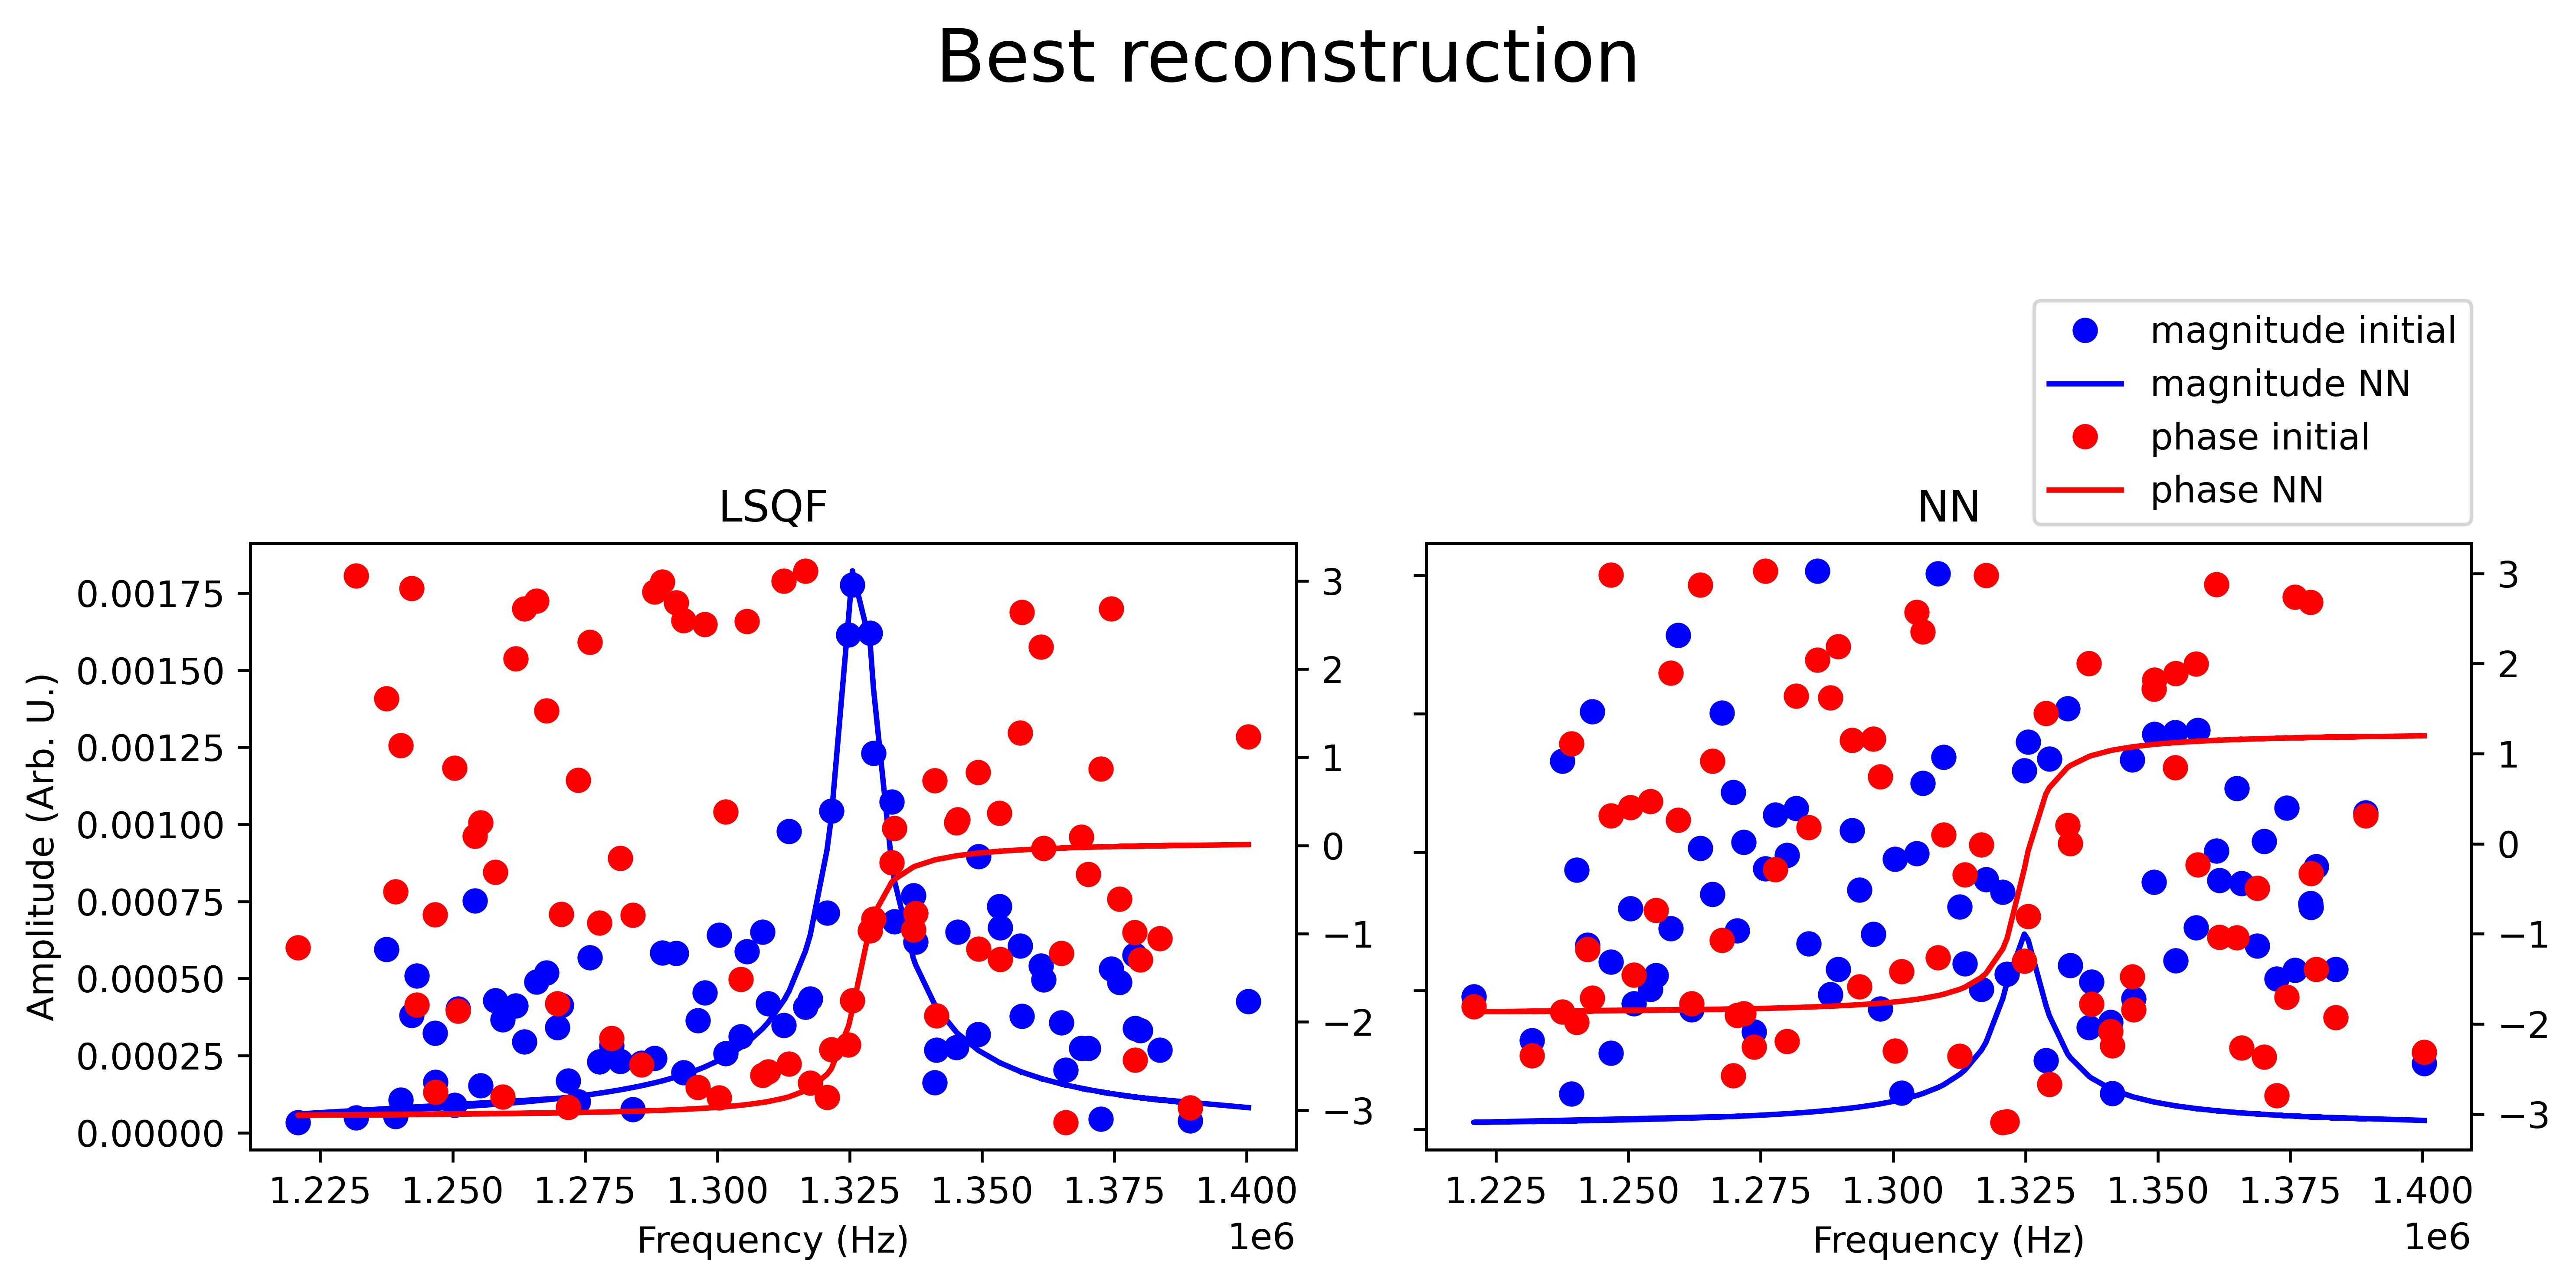 Best reconstruction
magnitude initial
magnitude NN
phase initial
phase NN
LSQF
NN
Amplitude (Arb. U.)
0.00175
0.00150
0.00125
0.00100
0.00075
0.00050
0.00025
0.00000
3
2
1
0
−1
−2
−3
3
2
1
0
−1
−2
−3
1.225 1.250 1.275 1.300 1.325 1.350 1.375 1.400
1.225 1.250 1.275 1.300 1.325 1.350 1.375 1.400
Frequency (Hz)
1e6
Frequency (Hz)
1e6